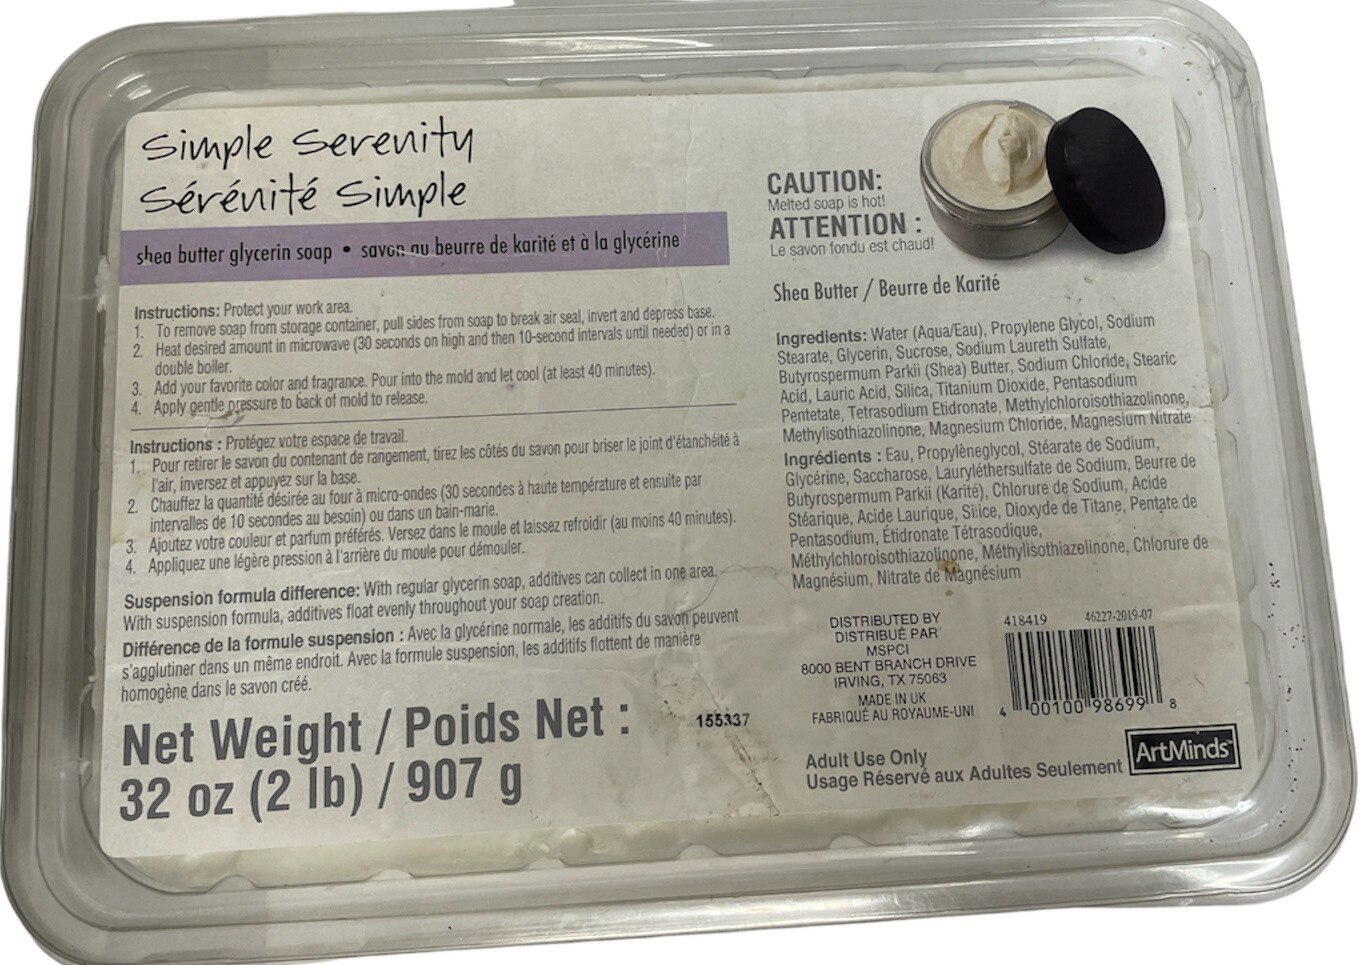 Simple Serenity
Sérénité Simple
shea butter glycerin soap • savon au beurre de karité et à la glycérine
Instructions: Protect your work area.
1. To remove soap from storage container, pull sides from soap to break air seal, invert and depress base.
2. Heat desired amount in microwave (30 seconds on high and then 10-second intervals until needed) or in a
double boiler.
3. Add your favorite color and fragrance. Pour into the mold and let cool (at least 40 minutes).
4. Apply gentle pressure to back of mold to release.
Instructions : Protégez votre espace de travail.
1. Pour retirer le savon du contenant de rangement, tirez les côtés du savon pour briser le joint d'étanchéité à
l'air, inversez et appuyez sur la base.
2. Chauffez la quantité désirée au four à micro-ondes (30 secondes à haute température et ensuite par
intervalles de 10 secondes au besoin) ou dans un bain-marie.
3. Ajoutez votre couleur et parfum préférés. Versez dans le moule et laissez refroidir (au moins 40 minutes).
4. Appliquez une légère pression à l'arrière du moule pour démouler.
Suspension formula difference: With regular glycerin soap, additives can collect in one area.
With suspension formula, additives float evenly throughout your soap creation.
Différence de la formule suspension : Avec la glycérine normale, les additifs du savon peuvent
s'agglutiner dans un même endroit. Avec la formule suspension, les additifs flottent de manière
homogène dans le savon créé.
Net Weight / Poids Net :
32 oz (2 lb) / 907 g
155337
CAUTION:
Melted soap is hot!
ATTENTION :
Le savon fondu est chaud!
Shea Butter / Beurre de Karité
Ingredients: Water (Aqua/Eau), Propylene Glycol, Sodium
Stearate, Glycerin, Sucrose, Sodium Laureth Sulfate,
Butyrospermum Parkii (Shea) Butter, Sodium Chloride, Stearic
Acid, Lauric Acid, Silica, Titanium Dioxide, Pentasodium
Pentetate, Tetrasodium Etidronate, Methylchloroisothiazolinone,
Methylisothiazolinone, Magnesium Chloride, Magnesium Nitrate
Ingrédients : Eau, Propylèneglycol, Stéarate de Sodium,
Glycérine, Saccharose, Lauryléthersulfate de Sodium, Beurre de
Butyrospermum Parkii (Karité), Chlorure de Sodium, Acide
Stéarique, Acide Laurique, Silice, Dioxyde de Titane, Pentate de
Pentasodium, Étidronate Tétrasodique,
Méthylchloroisothiazolinone, Méthylisothiazelinone, Chlorure de
Magnésium, Nitrate de Magnésium
DISTRIBUTED BY
DISTRIBUÉ PAR
MSPCI
8000 BENT BRANCH DRIVE
IRVING, TX 75063
MADE IN UK
FABRIQUÉ AU ROYAUME-UNI
418419 46227-2019-07
4 00100 98699 8
Adult Use Only
Usage Réservé aux Adultes Seulement
ArtMinds™